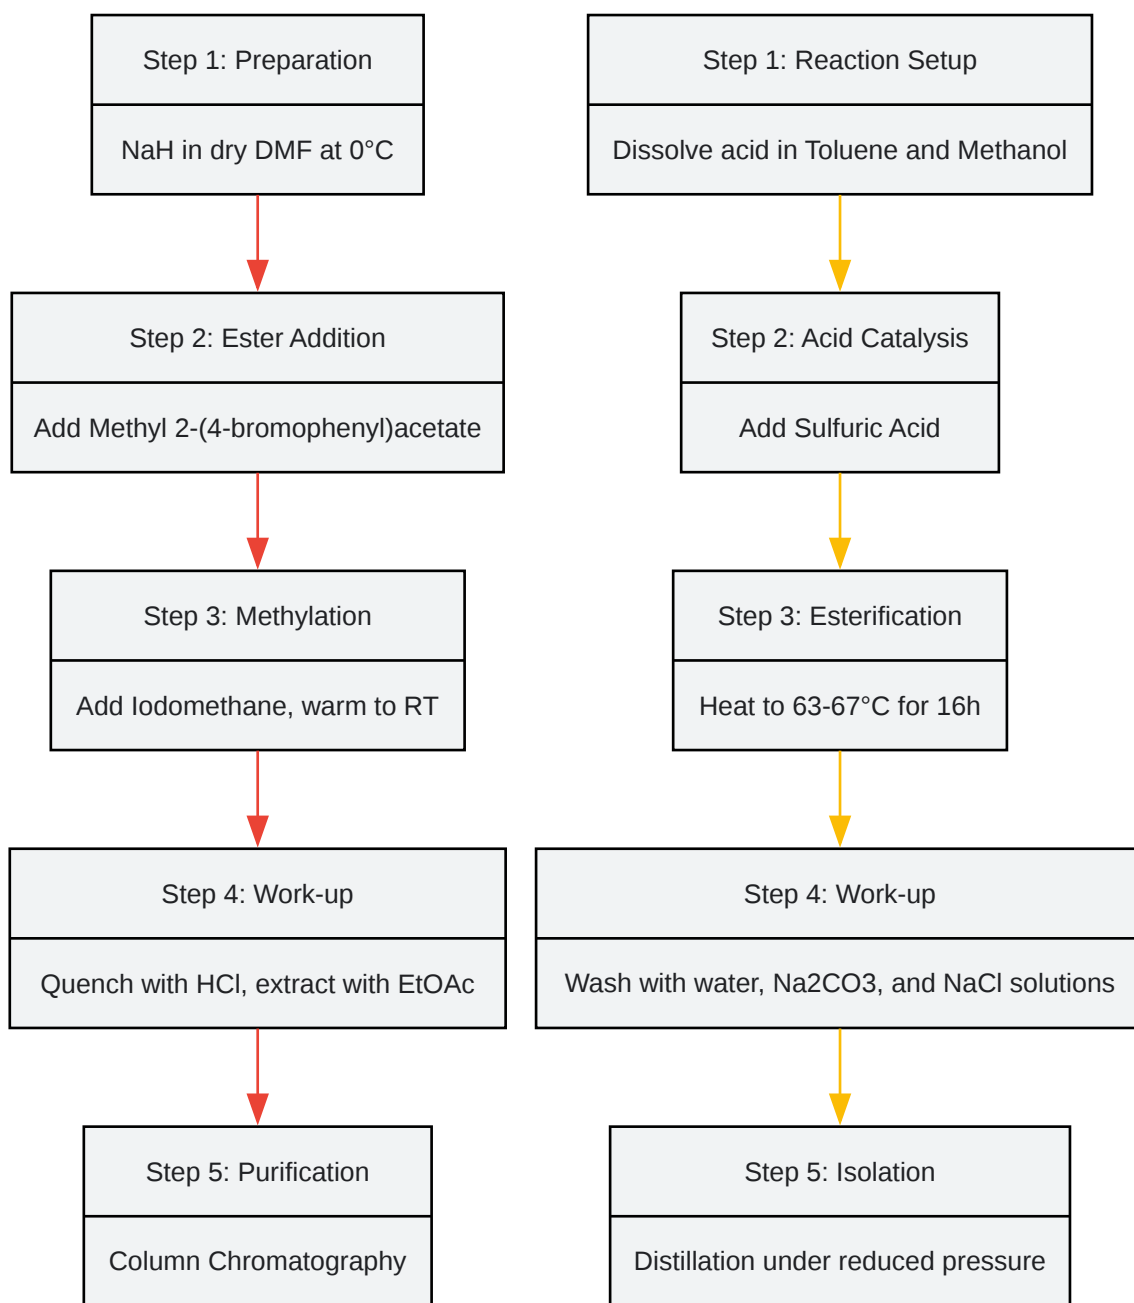 Step 1: Preparation
NaH in dry DMF at 0°C
Step 2: Ester Addition
Add Methyl 2-(4-bromophenyl)acetate
Step 3: Methylation
Add Iodomethane, warm to RT
Step 4: Work-up
Quench with HCl, extract with EtOAc
Step 5: Purification
Column Chromatography
Step 1: Reaction Setup
Dissolve acid in Toluene and Methanol
Step 2: Acid Catalysis
Add Sulfuric Acid
Step 3: Esterification
Heat to 63-67°C for 16h
Step 4: Work-up
Wash with water, Na2CO3, and NaCl solutions
Step 5: Isolation
Distillation under reduced pressure